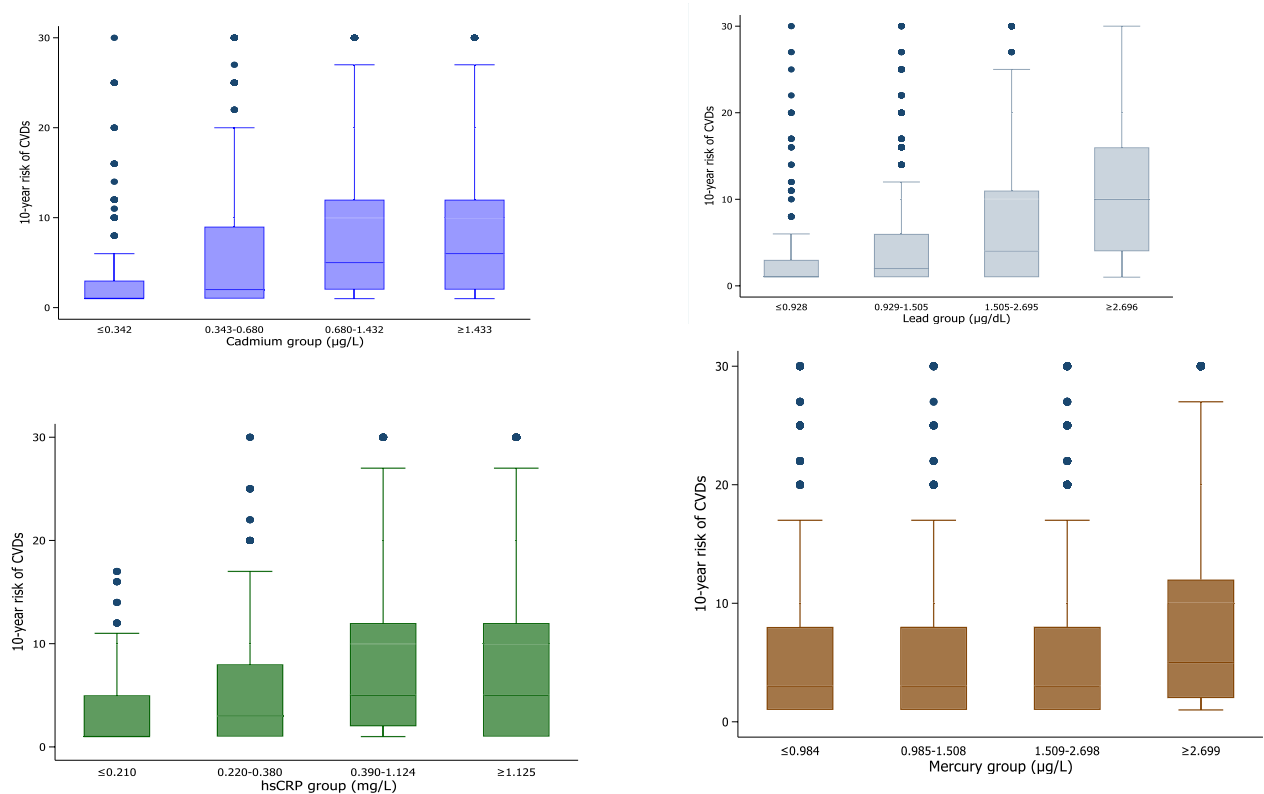 10-year risk of CVDs
30
20
10
0
≤0.342 0.343-0.680 0.680-1.432 ≥1.433
Cadmium group (µg/L)
10-year risk of CVDs
30
20
10
0
≤0.928 0.929-1.505 1.505-2.695 ≥2.696
Lead group (µg/dL)
10-year risk of CVDs
30
20
10
0
≤0.210 0.220-0.380 0.390-1.124 ≥1.125
hsCRP group (mg/L)
10-year risk of CVDs
30
20
10
0
≤0.984 0.985-1.508 1.509-2.698 ≥2.699
Mercury group (µg/L)